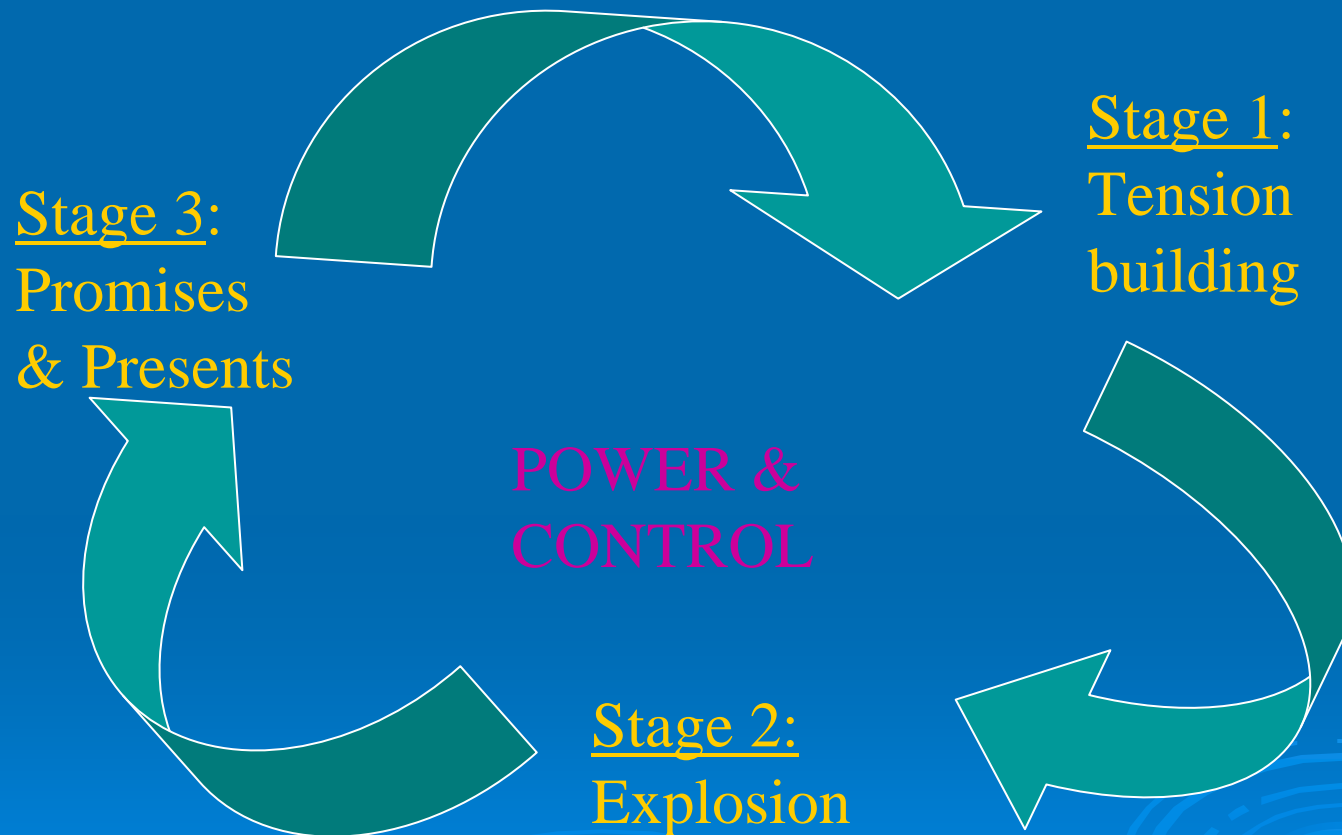 Stage 1:
Tension
building
Stage 2:
Explosion
Stage 3:
Promises
& Presents
POWER &
CONTROL